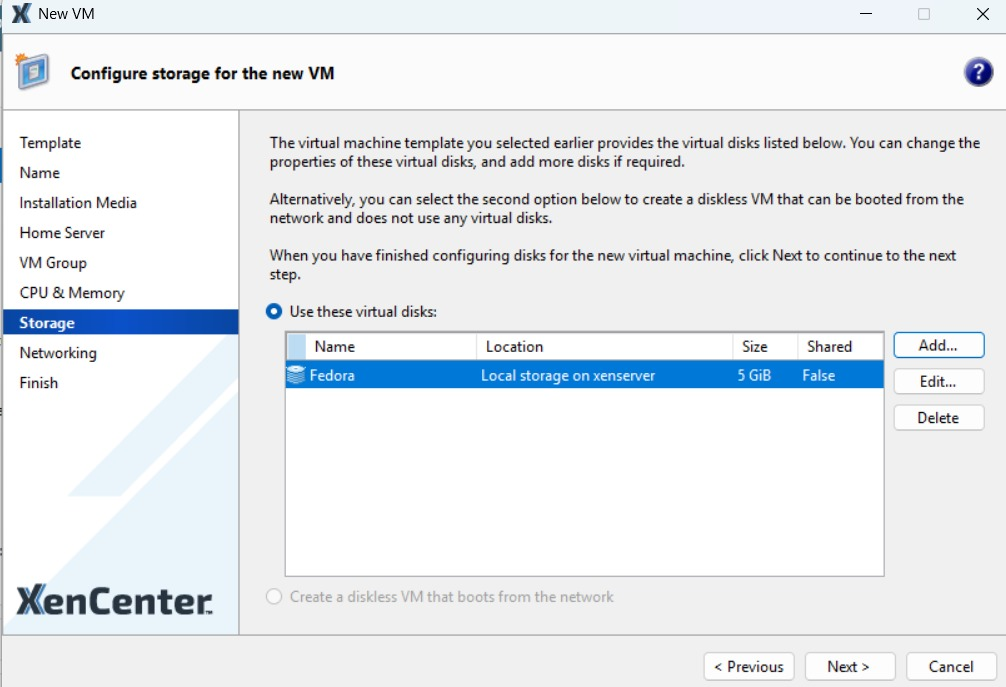 New VM
Configure storage for the new VM
?
Template
Name
Installation Media
Home Server
VM Group
CPU & Memory
Storage
Networking
Finish
XenCenter™
The virtual machine template you selected earlier provides the virtual disks listed below. You can change the
properties of these virtual disks, and add more disks if required.
Alternatively, you can select the second option below to create a diskless VM that can be booted from the
network and does not use any virtual disks.
When you have finished configuring disks for the new virtual machine, click Next to continue to the next
step.
Use these virtual disks:
Name Location Size Shared
Fedora Local storage on xenserver 5 GiB False
Add...
Edit...
Delete
Create a diskless VM that boots from the network
< Previous Next > Cancel